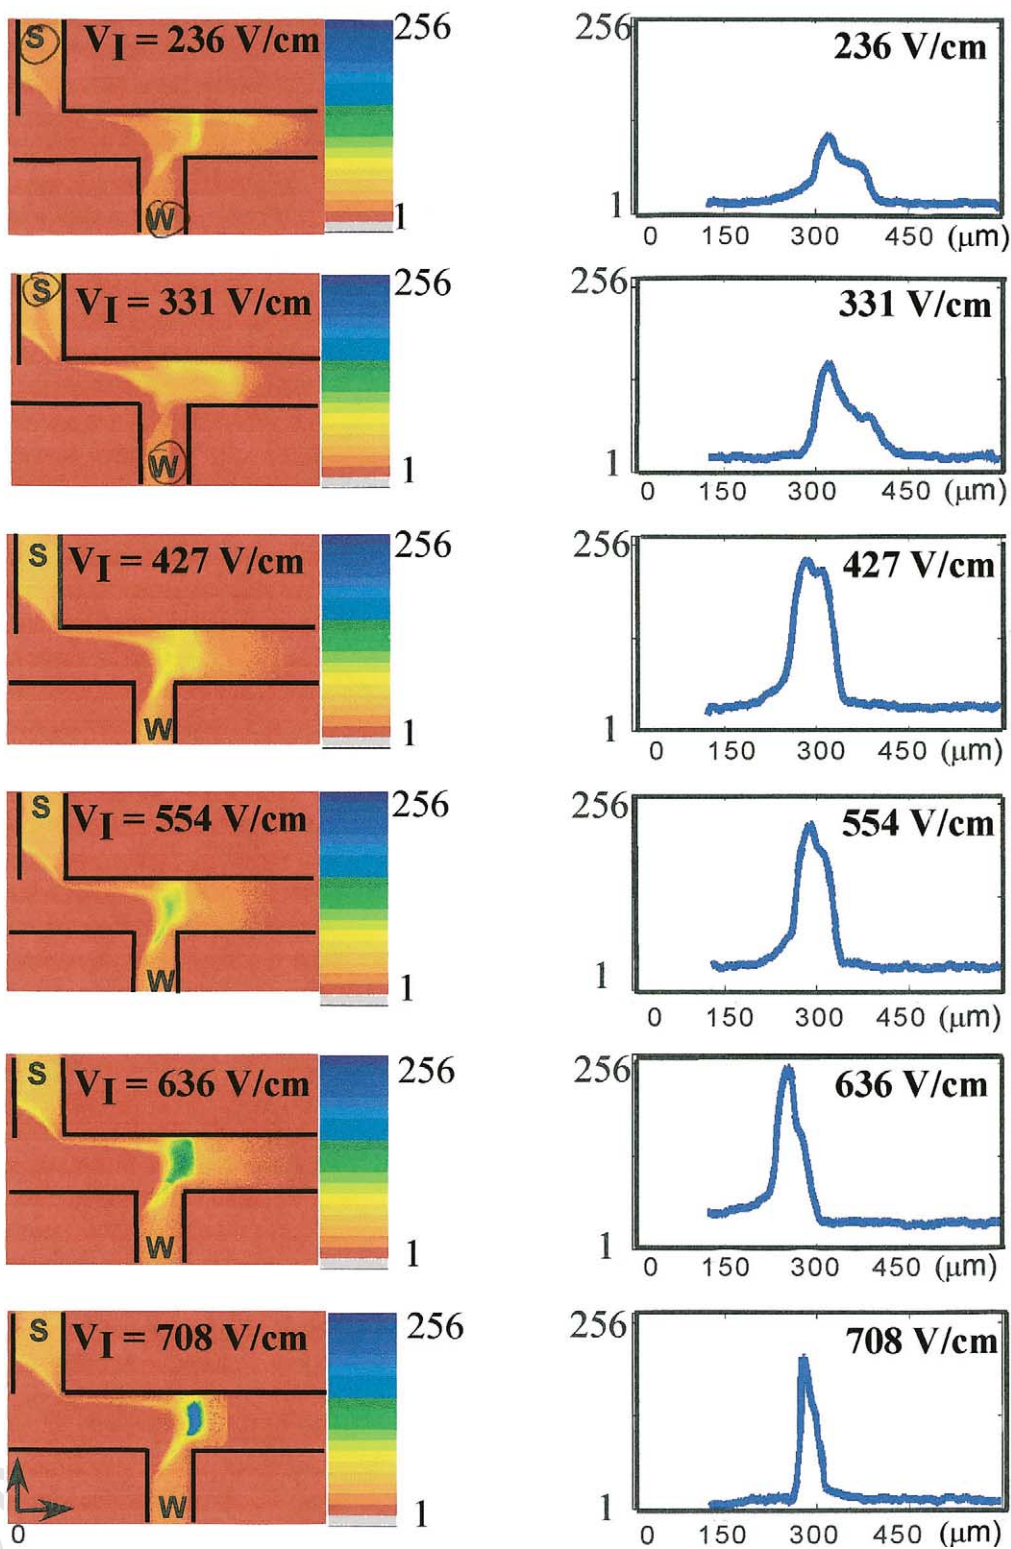 S V_I = 236 V/cm 256 256 236 V/cm
W 1 1
0 150 300 450 (μm)
S V_I = 331 V/cm 256 256 331 V/cm
W 1 1
0 150 300 450 (μm)
S V_I = 427 V/cm 256 256 427 V/cm
W 1 1
0 150 300 450 (μm)
S V_I = 554 V/cm 256 256 554 V/cm
W 1 1
0 150 300 450 (μm)
S V_I = 636 V/cm 256 256 636 V/cm
W 1 1
0 150 300 450 (μm)
S V_I = 708 V/cm 256 256 708 V/cm
W 1 1
0 0 150 300 450 (μm)